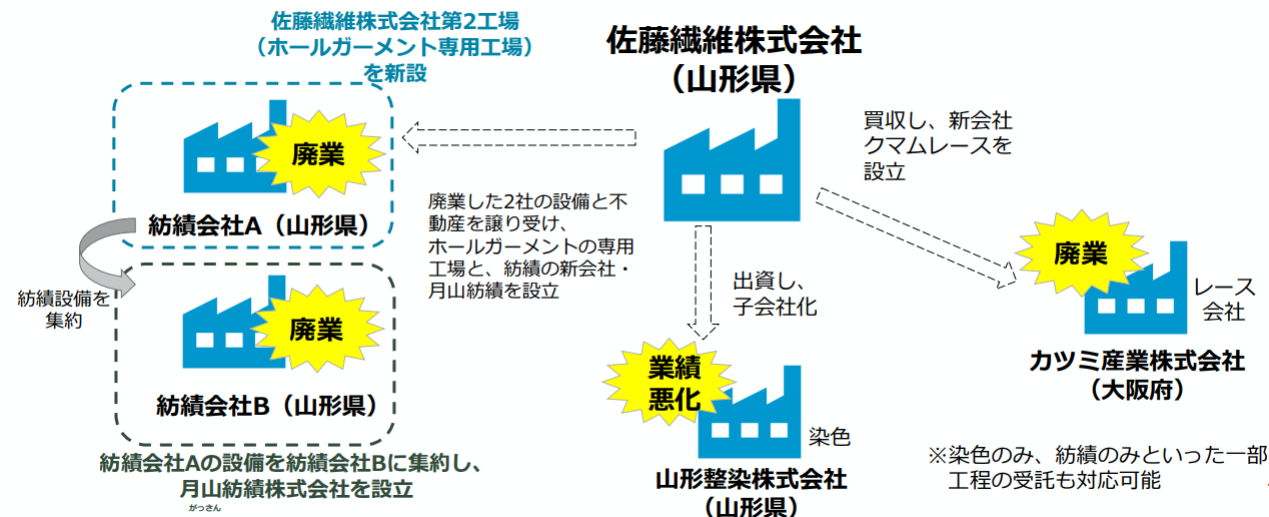 佐藤繊維株式会社第2工場
（ホールガーメント専用工場）
を新設
廃業
紡績会社A（山形県）
紡績設備を
集約
廃業
紡績会社B（山形県）
紡績会社Aの設備を紡績会社Bに集約し、
月山紡績株式会社を設立
がっさん
佐藤繊維株式会社
（山形県）
廃業した2社の設備と不
動産を譲り受け、
ホールガーメントの専用
工場と、紡績の新会社・
月山紡績を設立
出資し、
子会社化
業績
悪化
染色
山形整染株式会社
（山形県）
買収し、新会社
クマムレースを
設立
廃業
レース
会社
カツミ産業株式会社
（大阪府）
※染色のみ、紡績のみといった一部
工程の受託も対応可能